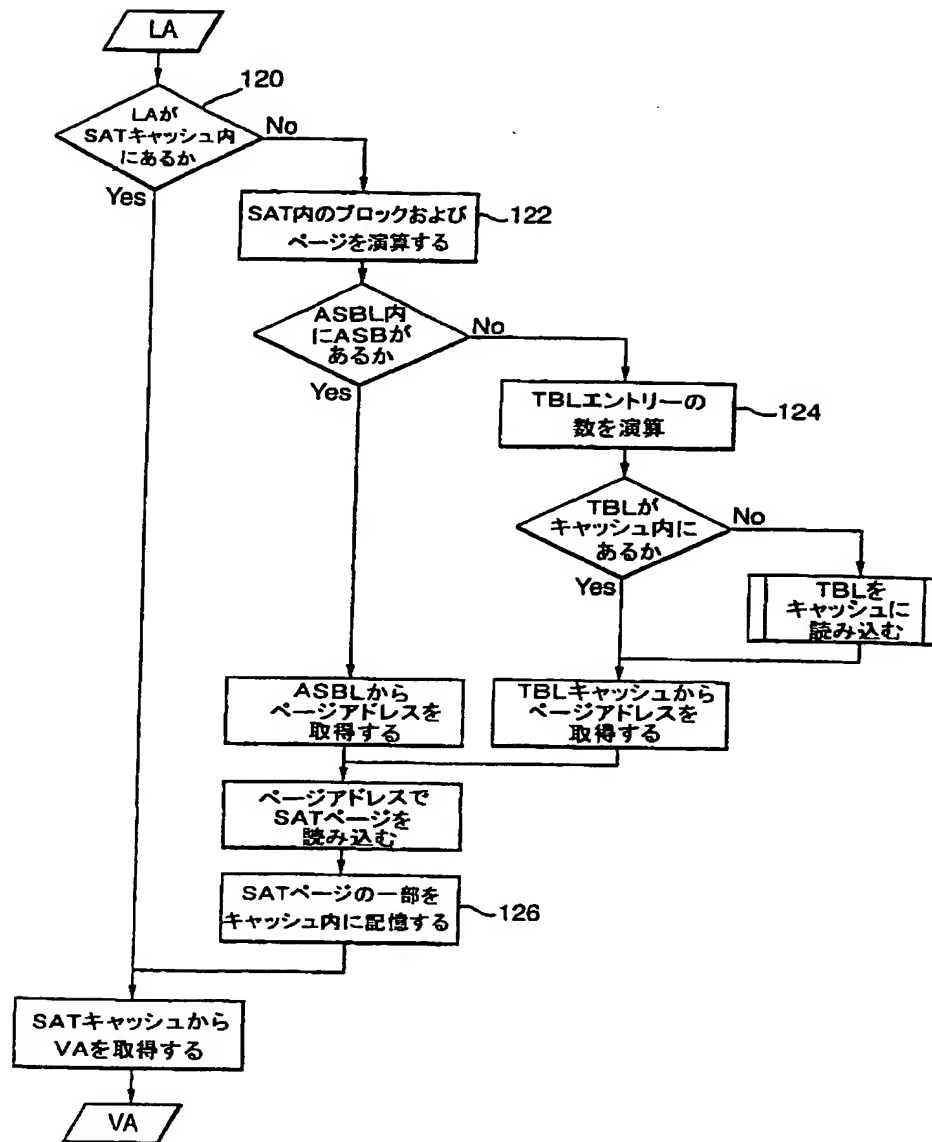 LA
120
LAが
SATキャッシュ内
にあるか
No
Yes
SAT内のブロックおよび
ページを演算する
122
ASBL内
にASBが
あるか
No
Yes
TBLエントリーの
数を演算
124
TBLが
キャッシュ内に
あるか
No
Yes
TBLを
キャッシュに
読み込む
ASBLから
ページアドレスを
取得する
TBLキャッシュから
ページアドレスを
取得する
ページアドレスで
SATページを
読み込む
SATページの一部を
キャッシュ内に記憶する
126
SATキャッシュから
VAを取得する
VA